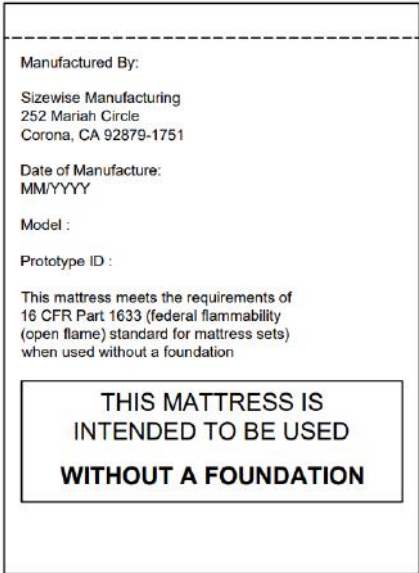 Manufactured By:
Sizewise Manufacturing
252 Mariah Circle
Corona, CA 92879-1751
Date of Manufacture:
MM/YYYY
Model :
Prototype ID :
This mattress meets the requirements of
16 CFR Part 1633 (federal flammability
(open flame) standard for mattress sets)
when used without a foundation
THIS MATTRESS IS
INTENDED TO BE USED
WITHOUT A FOUNDATION